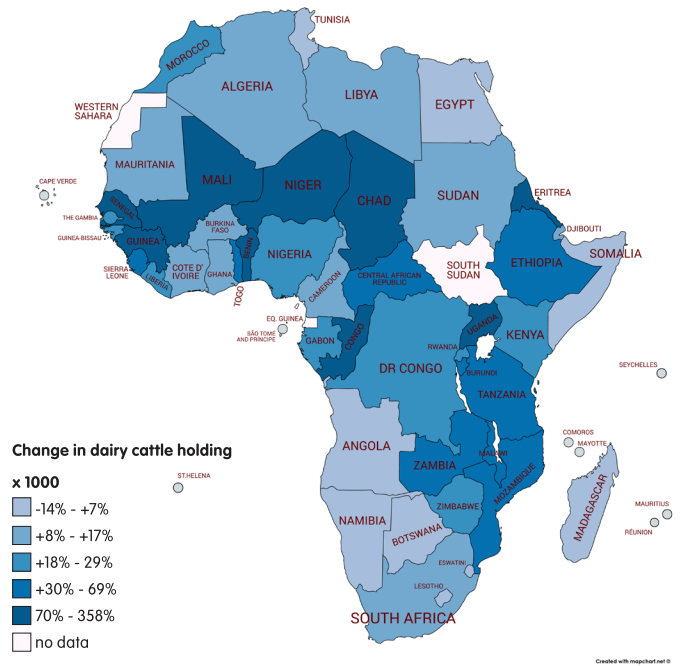 TUNISIA
MOROCCO
ALGERIA
LIBYA
EGYPT
WESTERN
SAHARA
MAURITANIA
MALI
NIGER
CHAD
SUDAN
ERITREA
CAPE VERDE
SENEGAL
THE GAMBIA
GUINEA-BISSAU
GUINEA
BURKINA
FASO
BENIN
NIGERIA
DJIBOUTI
SOMALIA
ETHIOPIA
SIERRA
LEONE
LIBERIA
COTE D'
IVOIRE
GHANA
TOGO
CAMEROON
CENTRAL AFRICAN
REPUBLIC
SOUTH
SUDAN
EQ. GUINEA
SÃO TOMÉ
AND PRÍNCIPE
GABON
CONGO
UGANDA
KENYA
RWANDA
DR CONGO
BURUNDI
TANZANIA
SEYCHELLES
COMOROS
MAYOTTE
ANGOLA
ZAMBIA
MALAWI
MOZAMBIQUE
ST.HELENA
ZIMBABWE
MADAGASCAR
MAURITIUS
RÉUNION
NAMIBIA
BOTSWANA
ESWATINI
LESOTHO
SOUTH AFRICA
Change in dairy cattle holding
x 1000
-14% - +7%
+8% - +17%
+18% - 29%
+30% - 69%
70% - 358%
no data
Created with mapchart.net ©